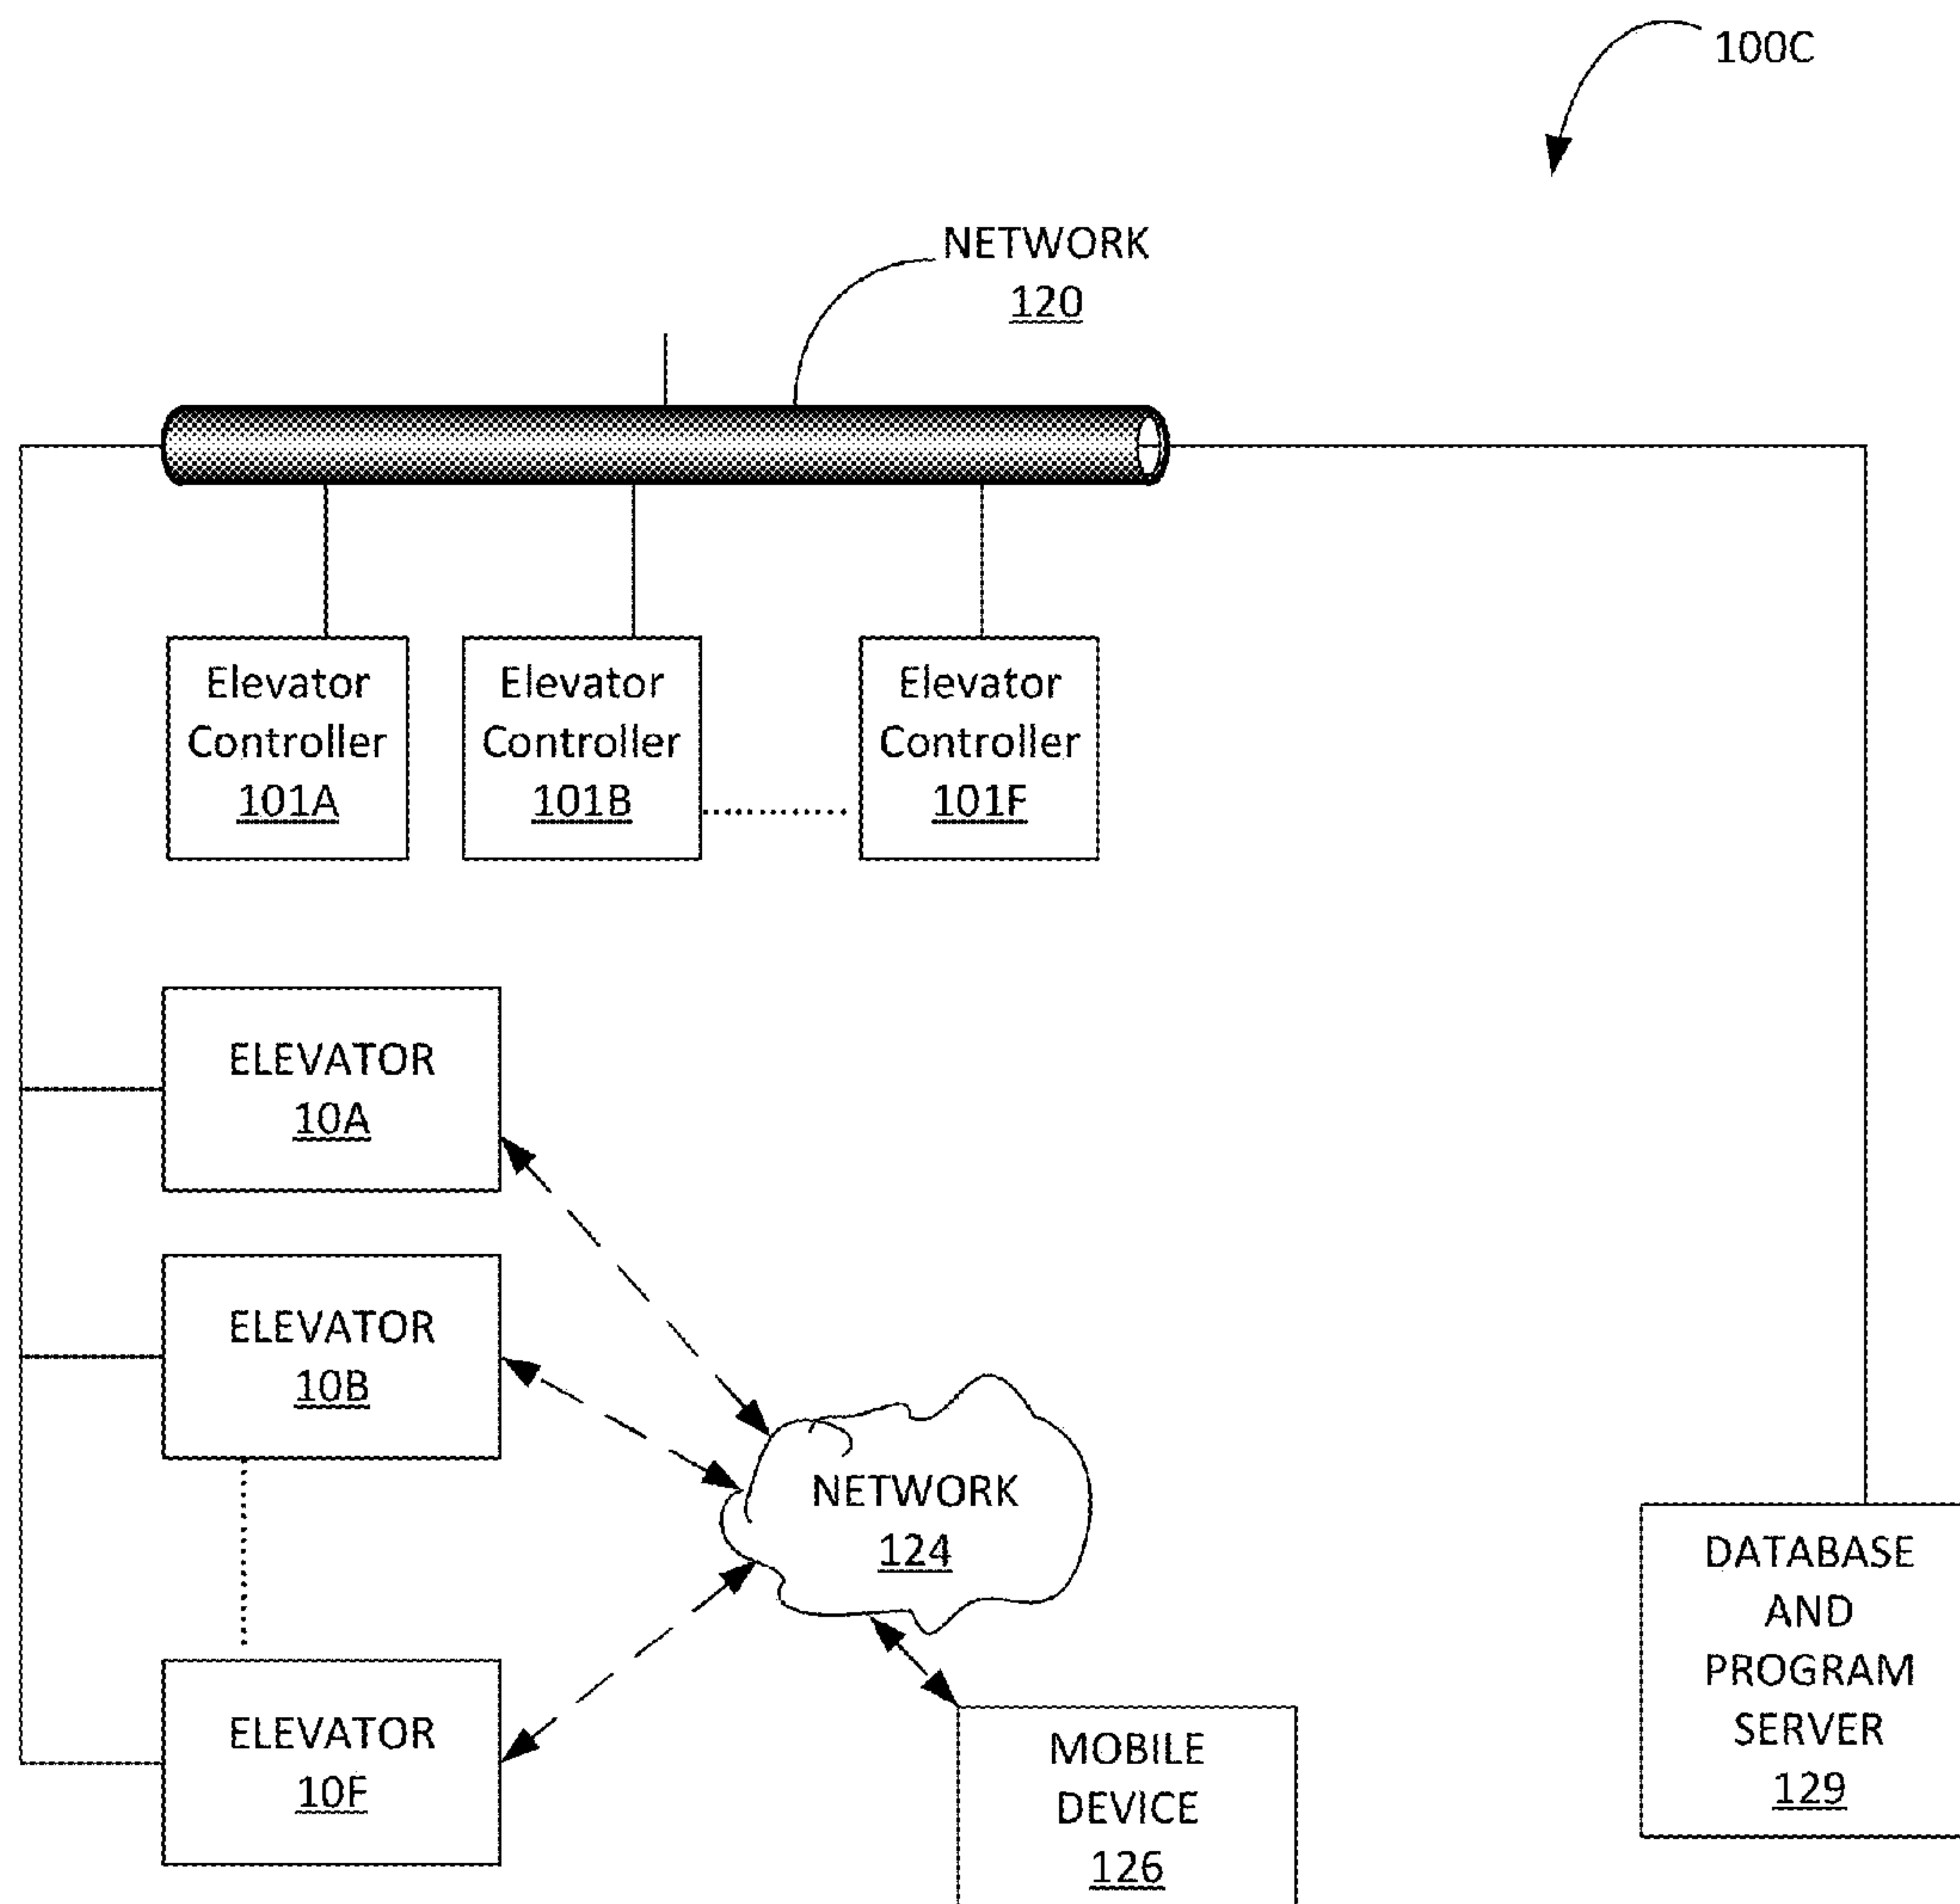 100C
NETWORK
120
Elevator
Controller
101A
Elevator
Controller
101B
Elevator
Controller
101F
ELEVATOR
10A
ELEVATOR
10B
NETWORK
124
ELEVATOR
10F
MOBILE
DEVICE
126
DATABASE
AND
PROGRAM
SERVER
129